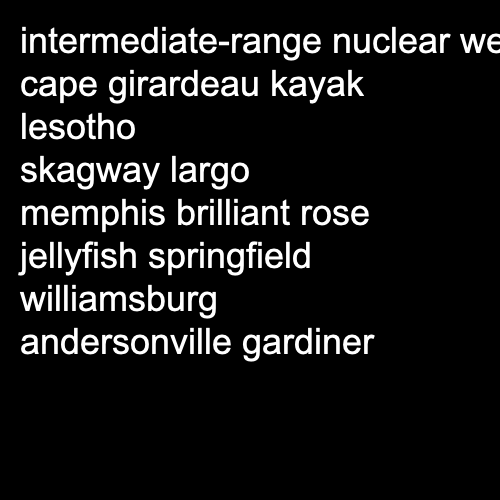 intermediate-range nuclear we
cape girardeau kayak
lesotho
skagway largo
memphis brilliant rose
jellyfish springfield
williamsburg
andersonville gardiner